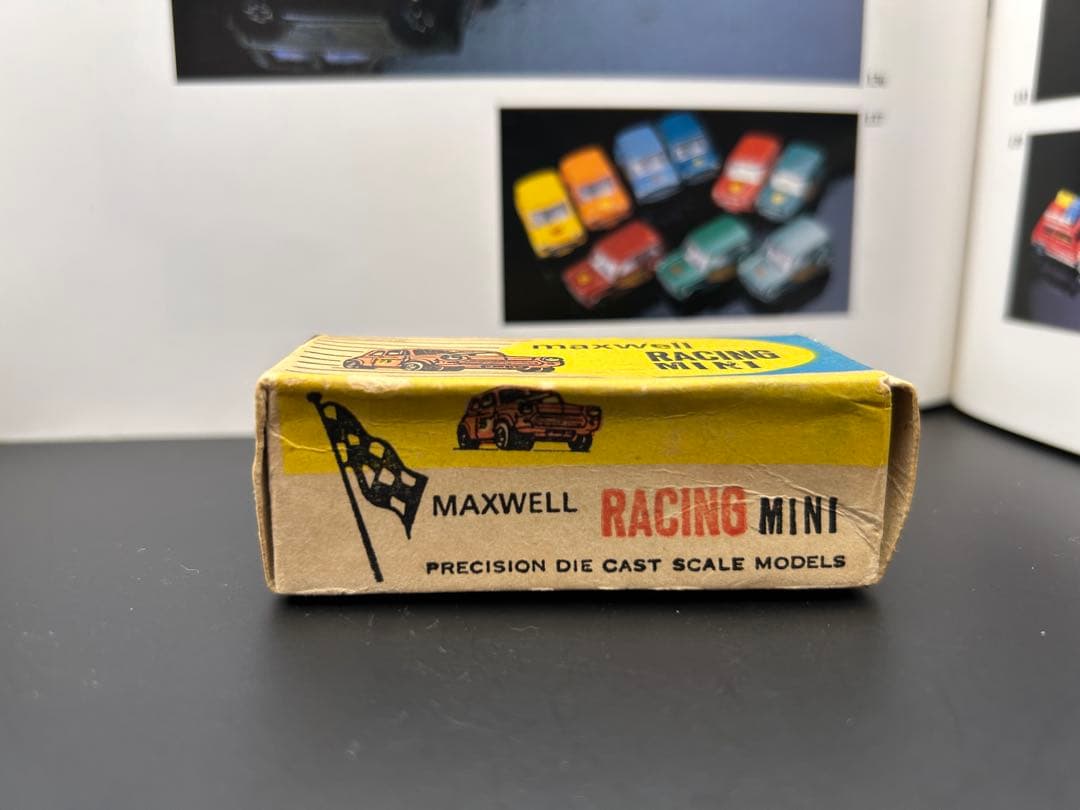 maxwell
RACING
MINI
MAXWELL RACING MINI
PRECISION DIE CAST SCALE MODELS